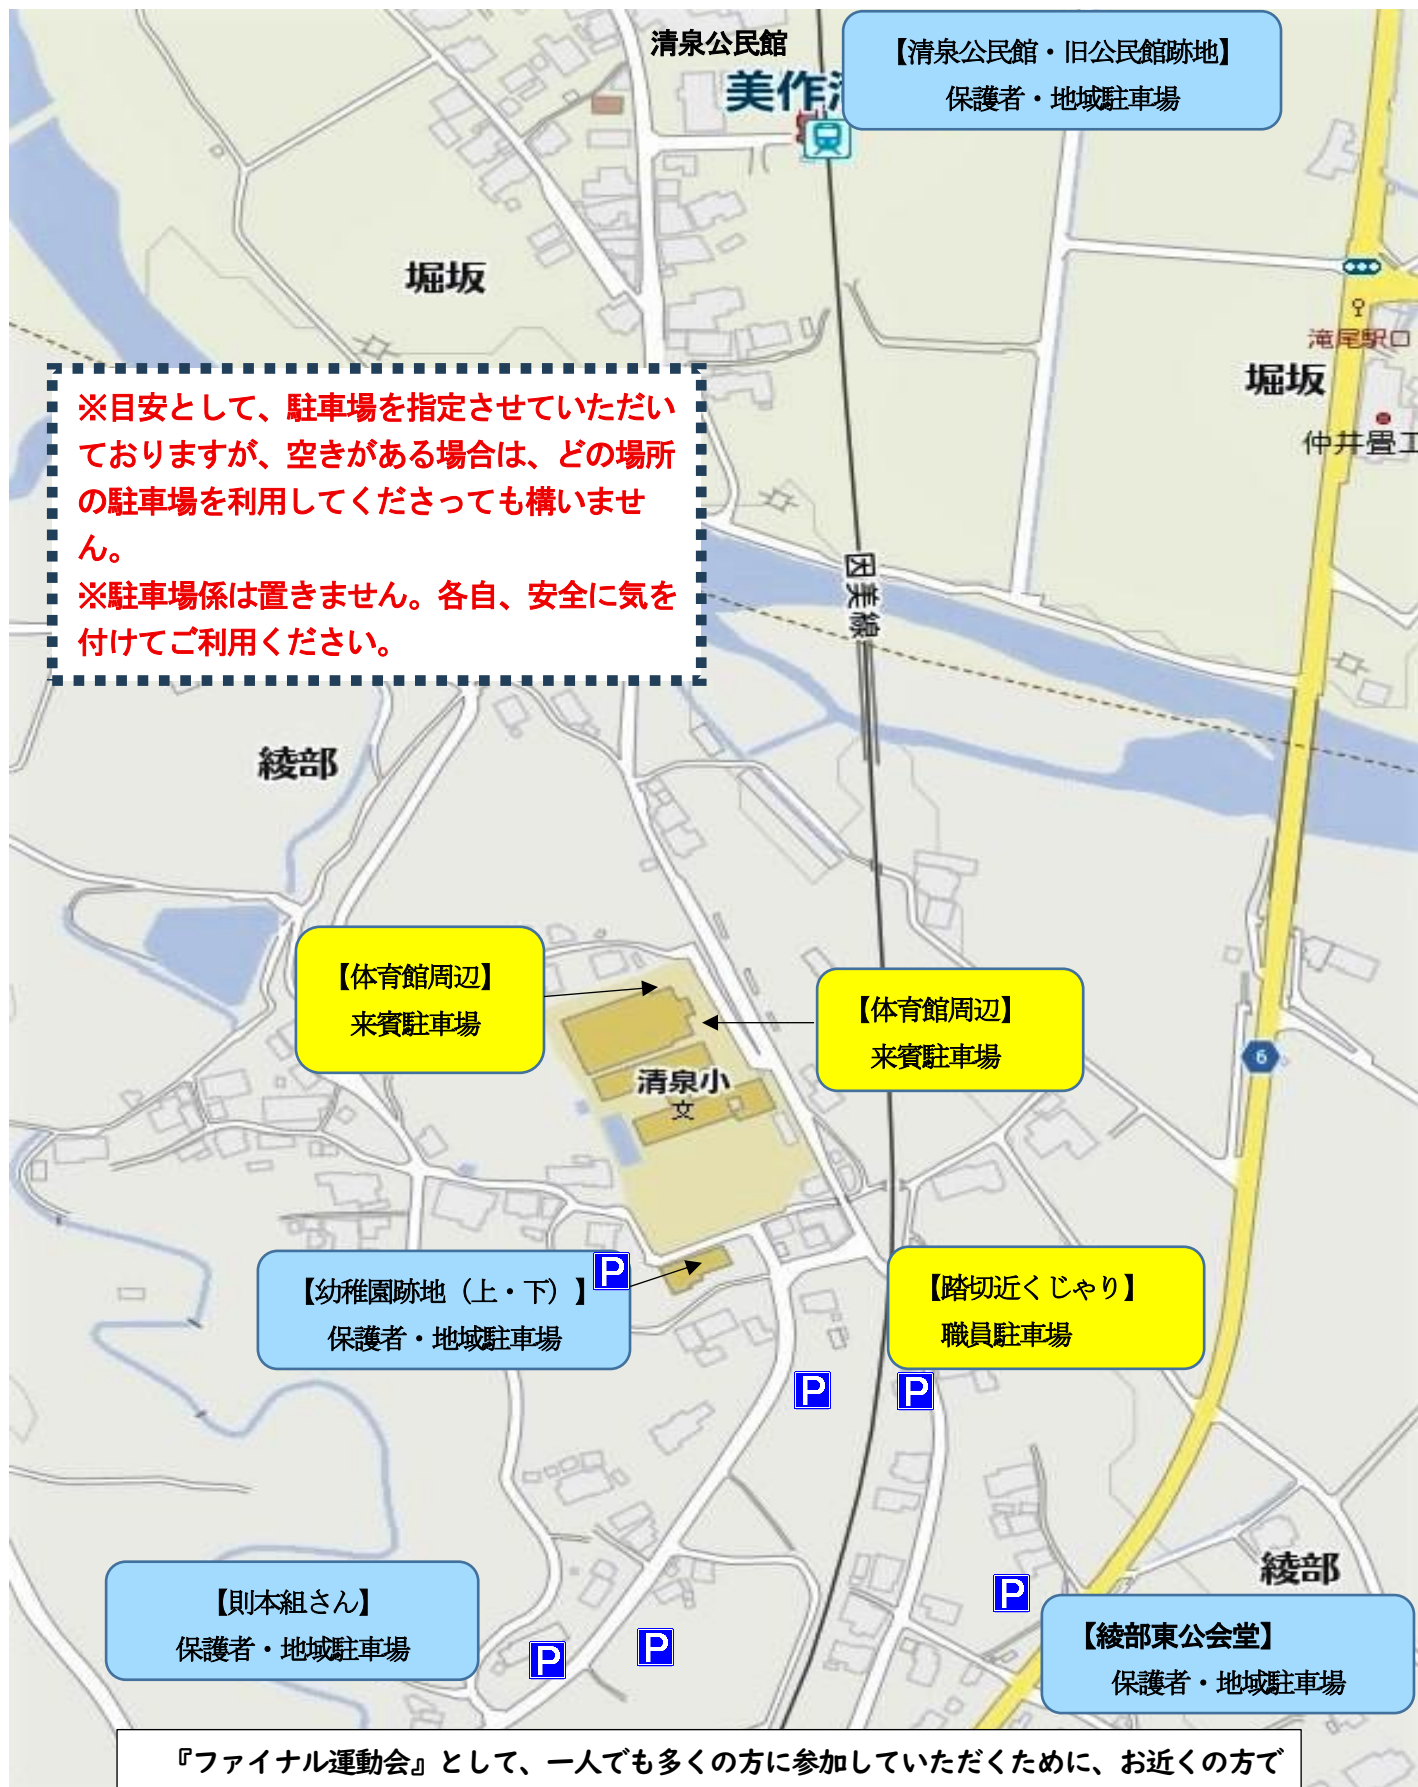 清泉公民館
【清泉公民館・旧公民館跡地】
保護者・地域駐車場
美作
堀坂
滝尾駅口
堀坂
仲井畳工
※目安として、駐車場を指定させていただい
ておりますが、空きがある場合は、どの場所
の駐車場を利用してくださっても構いませ
ん。
※駐車場係は置きません。各自、安全に気を
付けてご利用ください。
因美線
綾部
【体育館周辺】
来賓駐車場
【体育館周辺】
来賓駐車場
清泉小
文
6
【幼稚園跡地（上・下）】
保護者・地域駐車場
P
【踏切近くじゃり】
職員駐車場
P
P
綾部
【則本組さん】
保護者・地域駐車場
P
P
P
【綾部東公会堂】
保護者・地域駐車場
『ファイナル運動会』として、一人でも多くの方に参加していただくために、お近くの方で